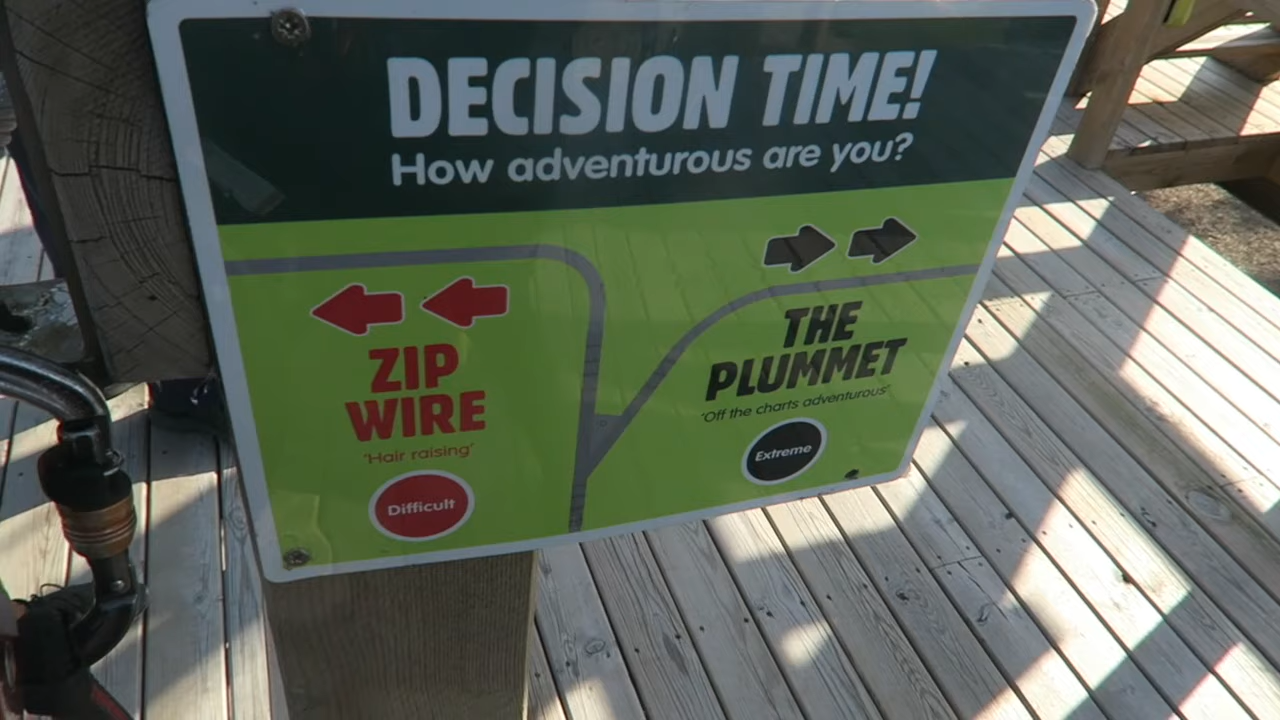 DECISION TIME!
How adventurous are you?
ZIP
WIRE
'Hair raising'
Difficult
THE
PLUMMET
'Off the charts adventurous'
Extreme